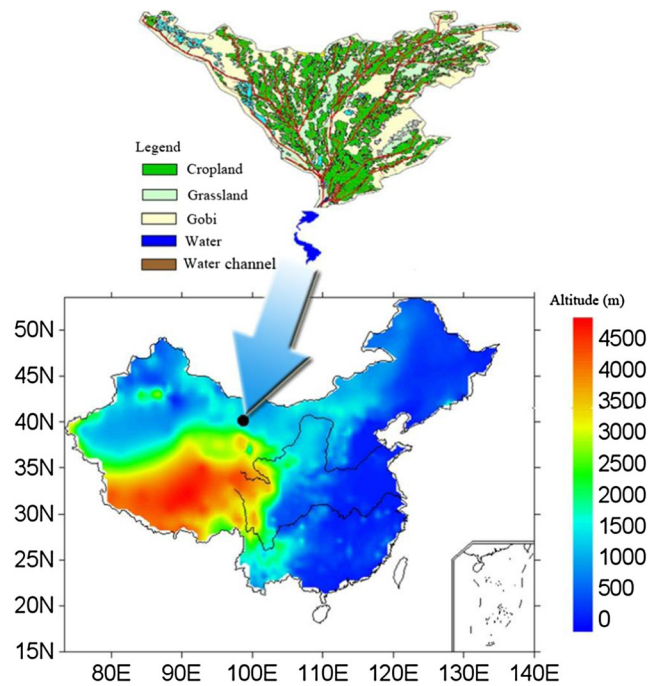 Legend
Cropland
Grassland
Gobi
Water
Water channel
Altitude (m)
50N
45N
40N
35N
30N
25N
20N
15N
80E 90E 100E 110E 120E 130E 140E
4500
4000
3500
3000
2500
2000
1500
1000
500
0